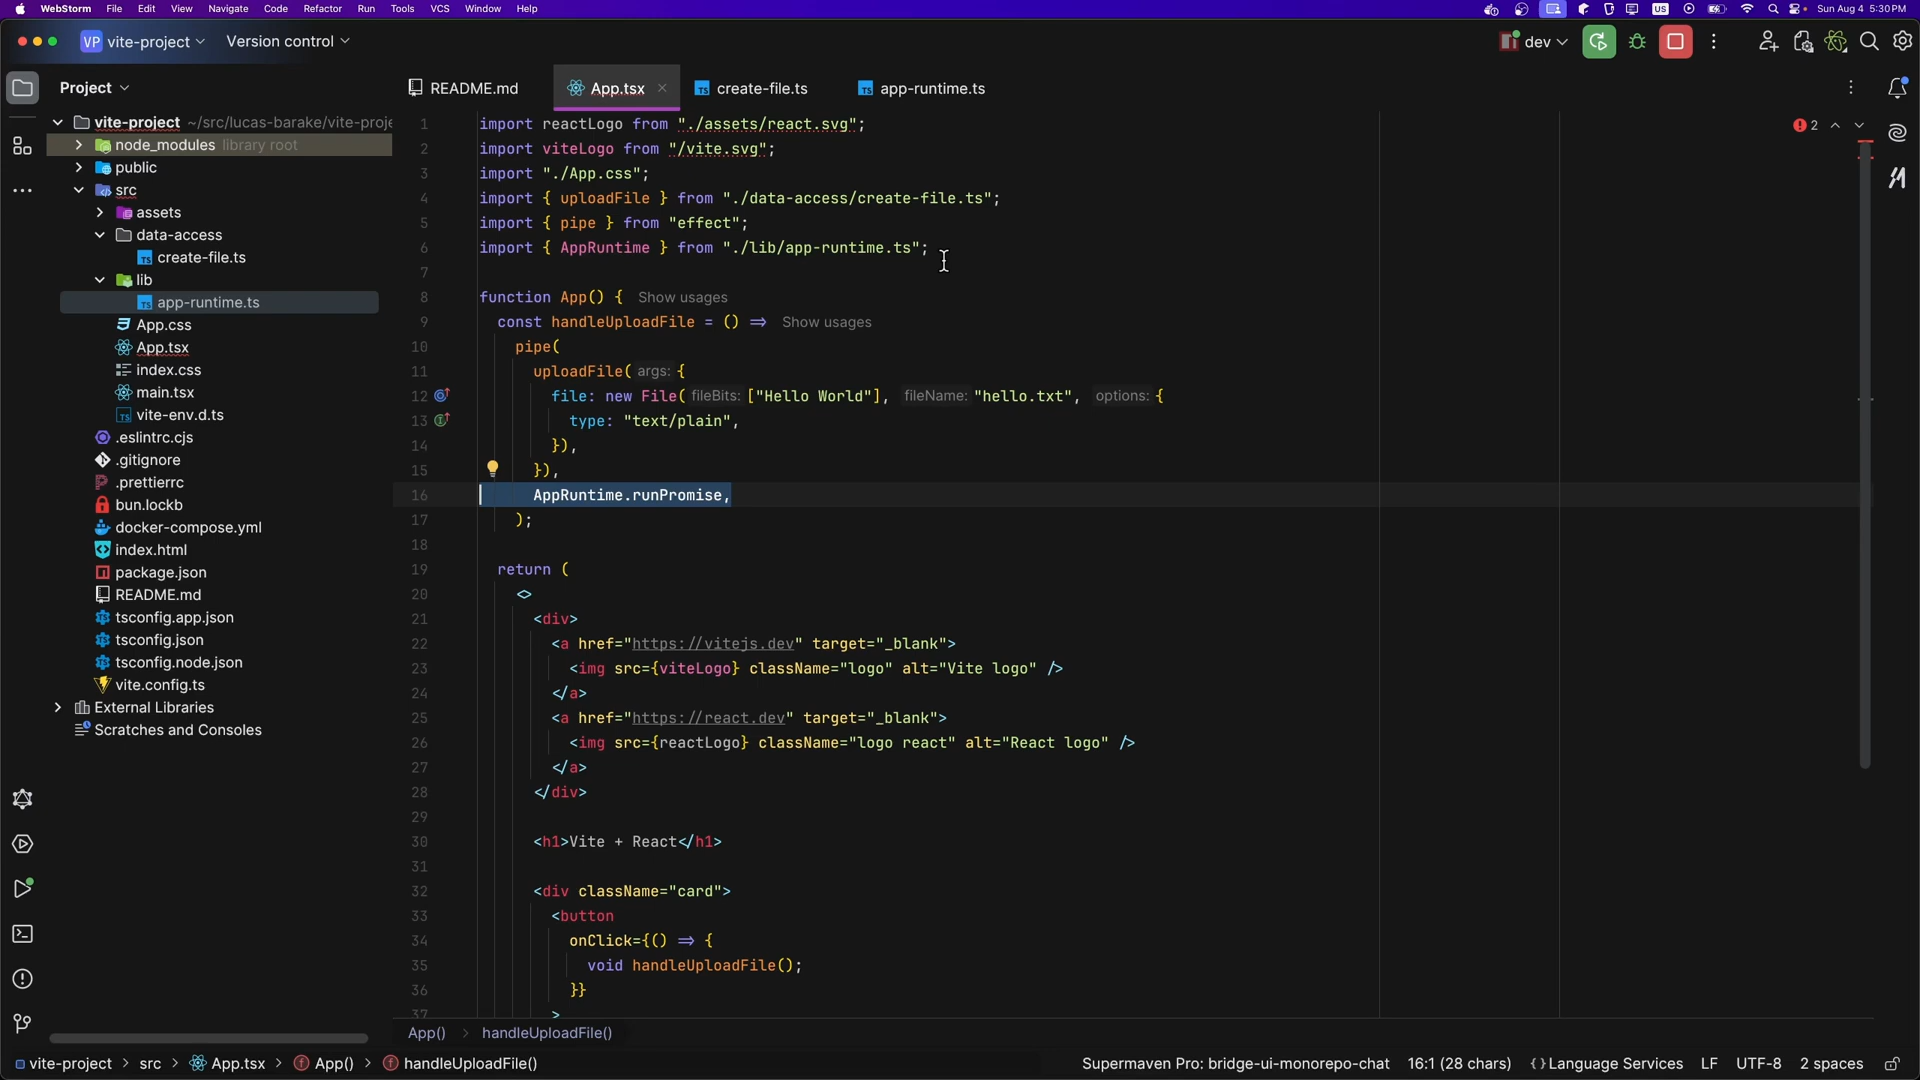 WebStorm File Edit View Navigate Code Refactor Run Tools VCS Window Help US Sun Aug 4 5:30 PM
VP vite-project Version control dev
Project
README.md App.tsx create-file.ts app-runtime.ts
vite-project ~/src/lucas-barake/vite-proje
node_modules library root
public
src
assets
data-access
create-file.ts
lib
app-runtime.ts
App.css
App.tsx
index.css
main.tsx
vite-env.d.ts
.eslintrc.cjs
.gitignore
.prettierrc
bun.lockb
docker-compose.yml
index.html
package.json
README.md
tsconfig.app.json
tsconfig.json
tsconfig.node.json
vite.config.ts
External Libraries
Scratches and Consoles
2
1 import reactLogo from "./assets/react.svg";
2 import viteLogo from "/vite.svg";
3 import "./App.css";
4 import { uploadFile } from "./data-access/create-file.ts";
5 import { pipe } from "effect";
6 import { AppRuntime } from "./lib/app-runtime.ts";
7
8 function App() { Show usages
9 const handleUploadFile = () => Show usages
10 pipe(
11 uploadFile( args: {
12 file: new File( fileBits: ["Hello World"], fileName: "hello.txt", options: {
13 type: "text/plain",
14 }),
15 }),
16 AppRuntime.runPromise,
17 );
18
19 return (
20 <>
21 <div>
22 <a href="https://vitejs.dev" target="_blank">
23 <img src={viteLogo} className="logo" alt="Vite logo" />
24 </a>
25 <a href="https://react.dev" target="_blank">
26 <img src={reactLogo} className="logo react" alt="React logo" />
27 </a>
28 </div>
29
30 <h1>Vite + React</h1>
31
32 <div className="card">
33 <button
34 onClick={() => {
35 void handleUploadFile();
36 }}
37 >
App() > handleUploadFile()
vite-project > src > App.tsx > App() > handleUploadFile() Supermaven Pro: bridge-ui-monorepo-chat 16:1 (28 chars) {} Language Services LF UTF-8 2 spaces